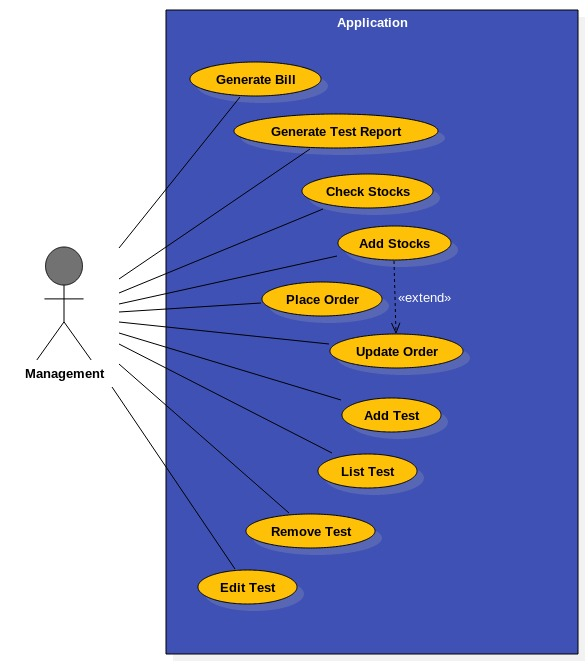 Application
Generate Bill
Generate Test Report
Check Stocks
Add Stocks
Place Order
«extend»
Update Order
Management
Add Test
List Test
Remove Test
Edit Test